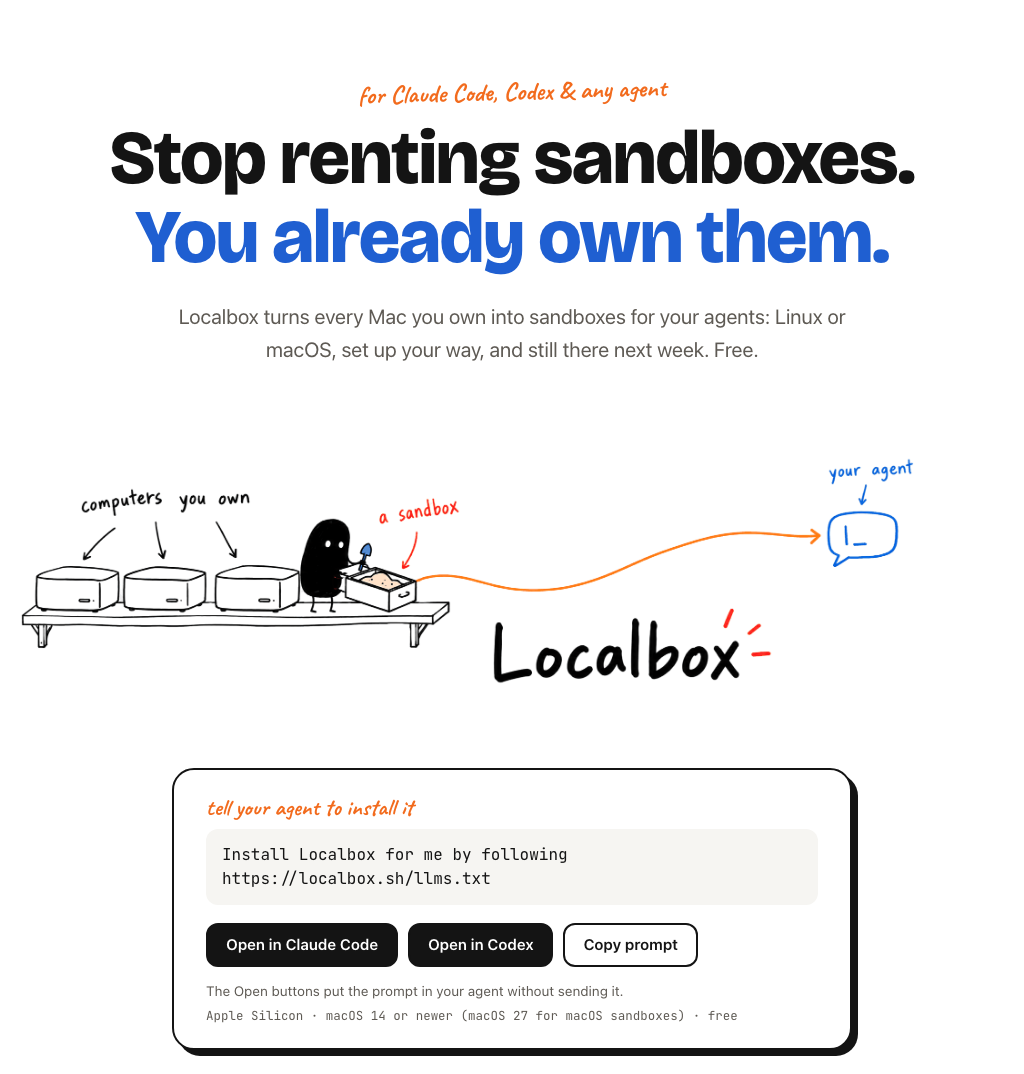 for Claude Code, Codex & any agent
Stop renting sandboxes.
You already own them.
Localbox turns every Mac you own into sandboxes for your agents: Linux or
macOS, set up your way, and still there next week. Free.
your agent
computers you own
a sandbox
Localbox
tell your agent to install it
Install Localbox for me by following
https://localbox.sh/llms.txt
Open in Claude Code
Open in Codex
Copy prompt
The Open buttons put the prompt in your agent without sending it.
Apple Silicon · macOS 14 or newer (macOS 27 for macOS sandboxes) · free